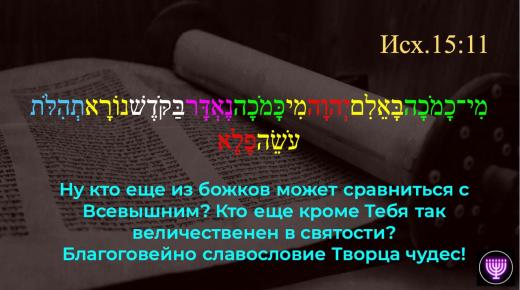 Исх.15:11
מִי־כָמֹכָה בָּאֵלִם יְהוָה מִי כָּמֹכָה נֶאְדָּר בַּקֹּדֶשׁ נוֹרָא תְהִלֹּת
עֹשֵׂה פֶלֶא
Ну кто еще из божков может сравниться с
Всевышним? Кто еще кроме Тебя так
величественен в святости?
Благоговейно славословие Творца чудес!